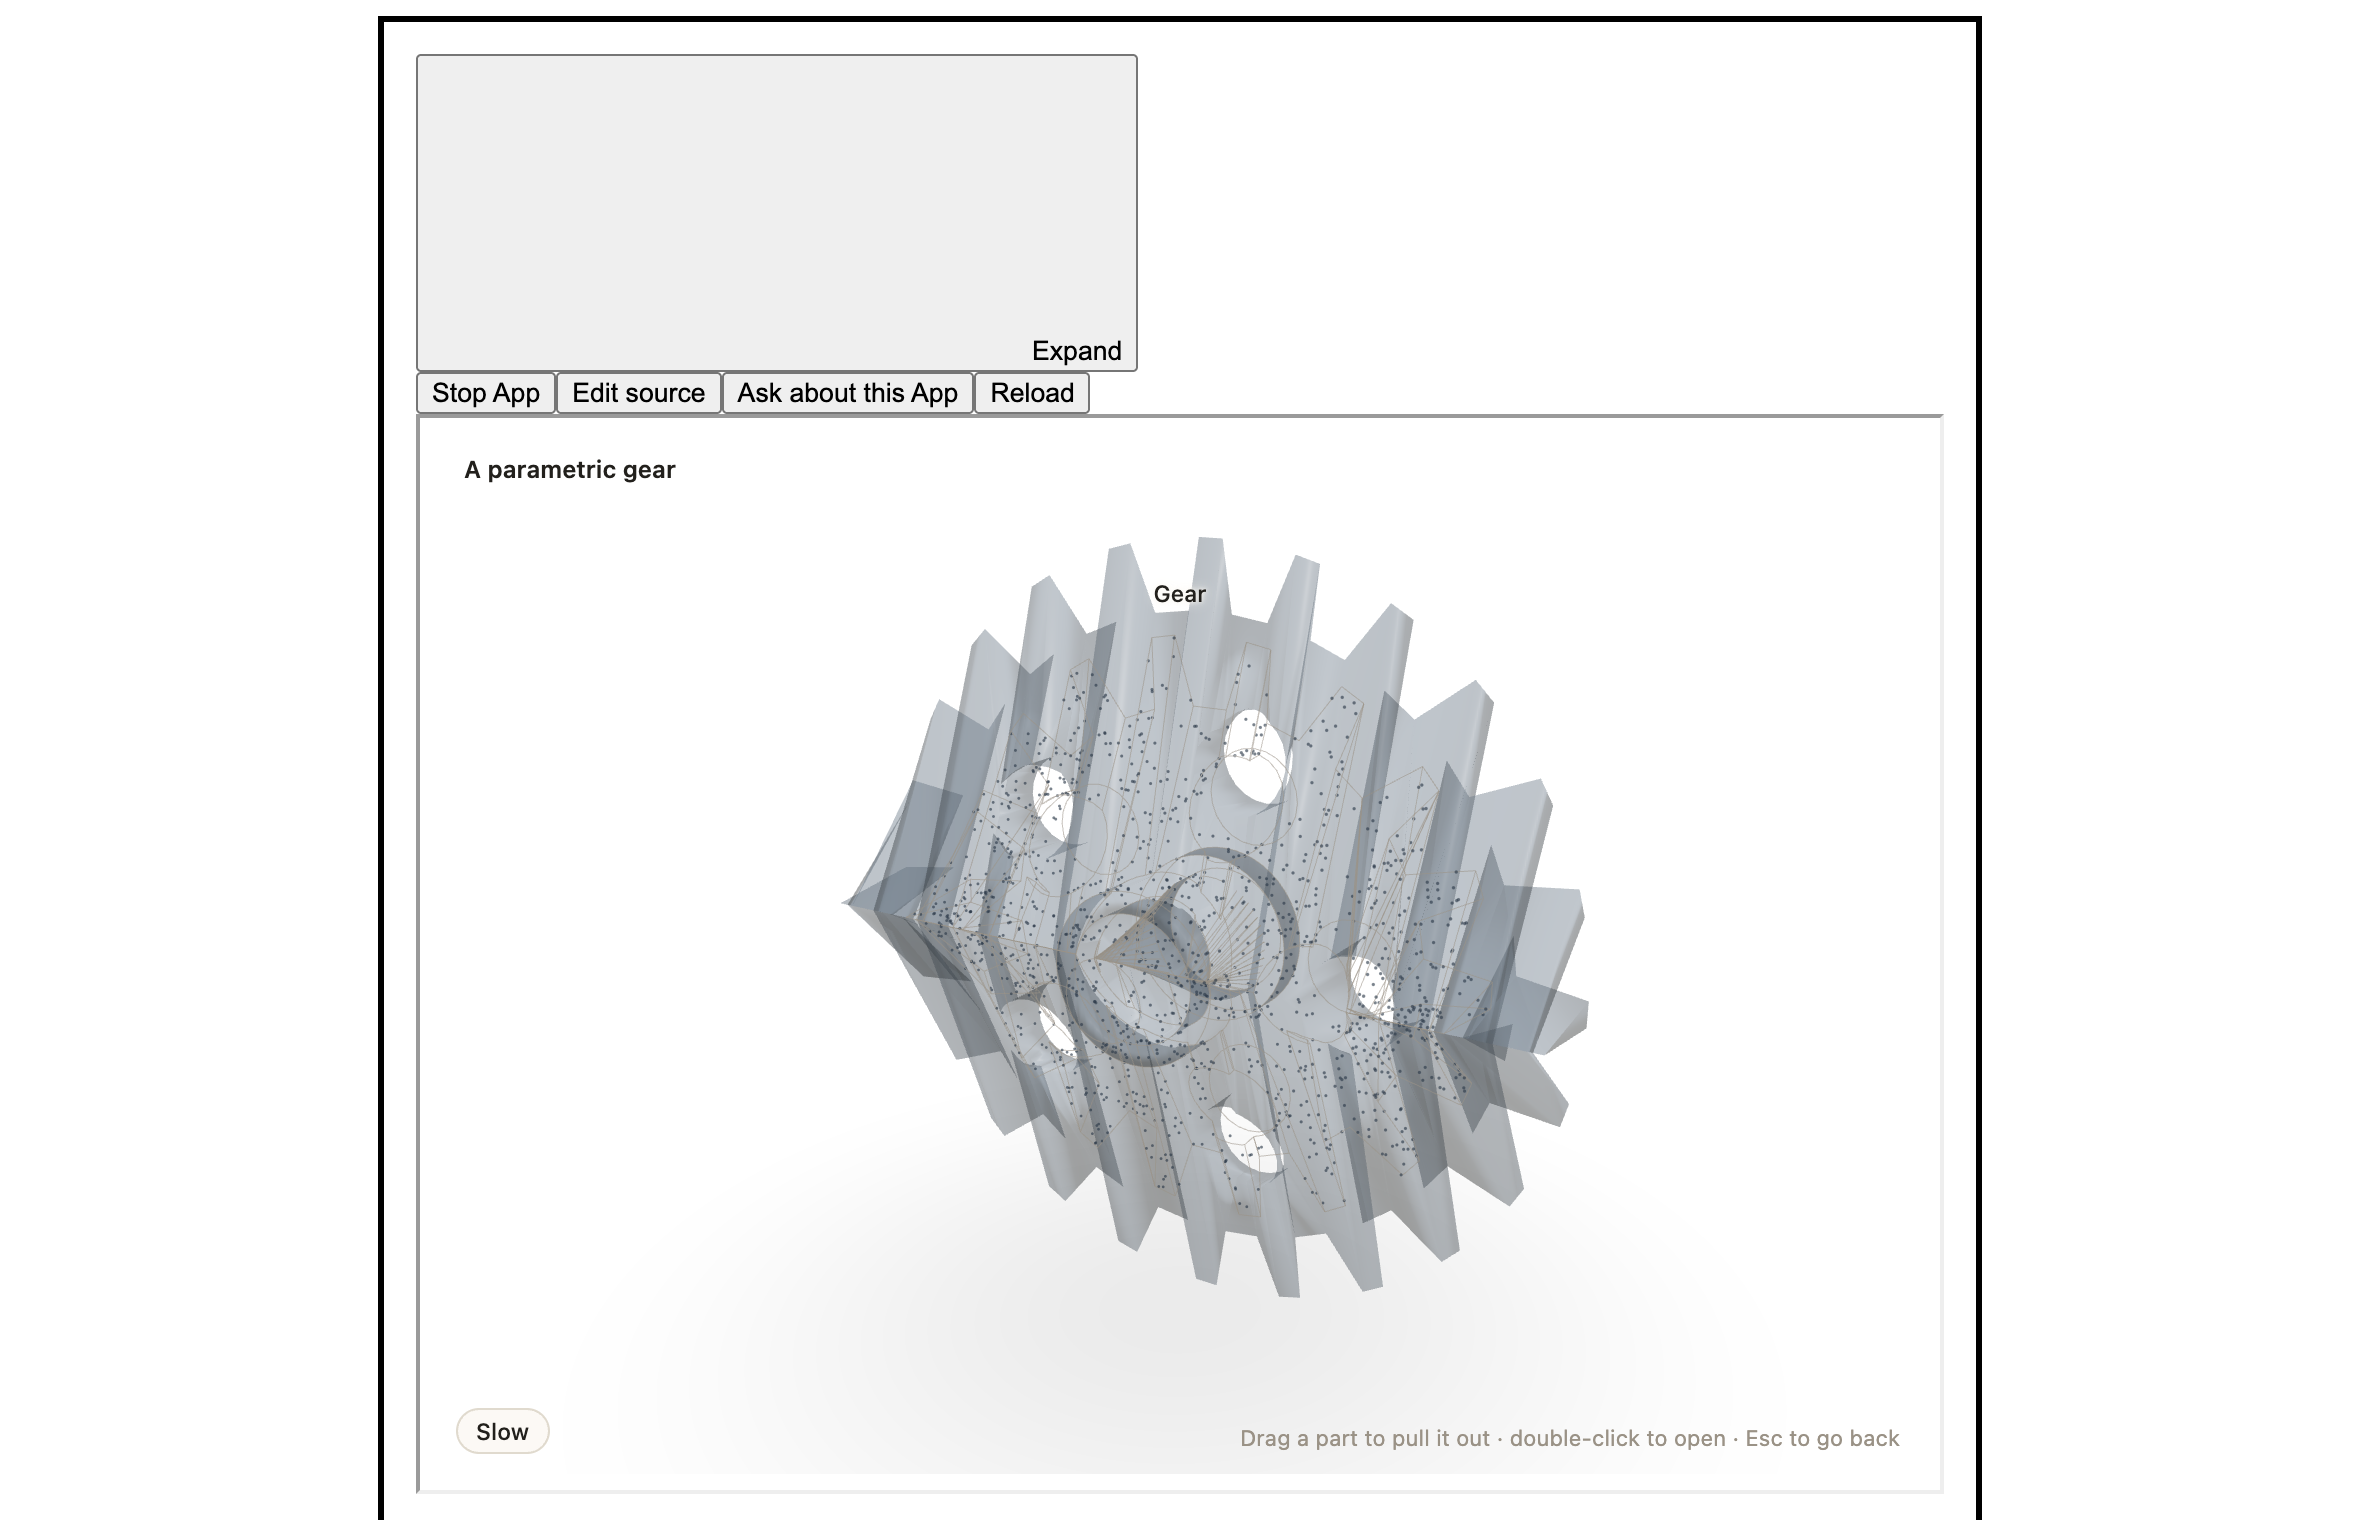 Expand
Stop App
Edit source
Ask about this App
Reload
A parametric gear
Gear
Slow
Drag a part to pull it out · double-click to open · Esc to go back